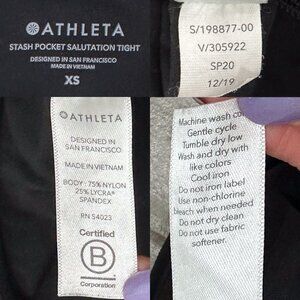 ATHLETA
STASH POCKET SALUTATION TIGHT
DESIGNED IN SAN FRANCISCO
MADE IN VIETNAM
XS
S/198877-00
V/305922
SP20
12/19
ATHLETA
DESIGNED IN
SAN FRANCISCO
MADE IN VIETNAM
BODY: 75% NYLON
25% LYCRA®
SPANDEX
RN 54023
Certified
B
Corporation
Machine wash cold
Gentle cycle
Tumble dry low
Wash and dry with
like colors
Cool iron
Do not iron label
Use non-chlorine
bleach when needed
Do not dry clean
Do not use fabric
softener.